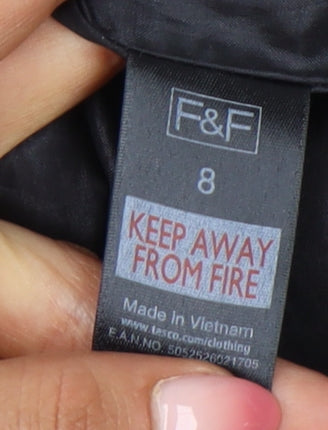 F&F
8
KEEP AWAY
FROM FIRE
Made in Vietnam
www.tesco.com/clothing
E.A.N.NO. 5052526021705